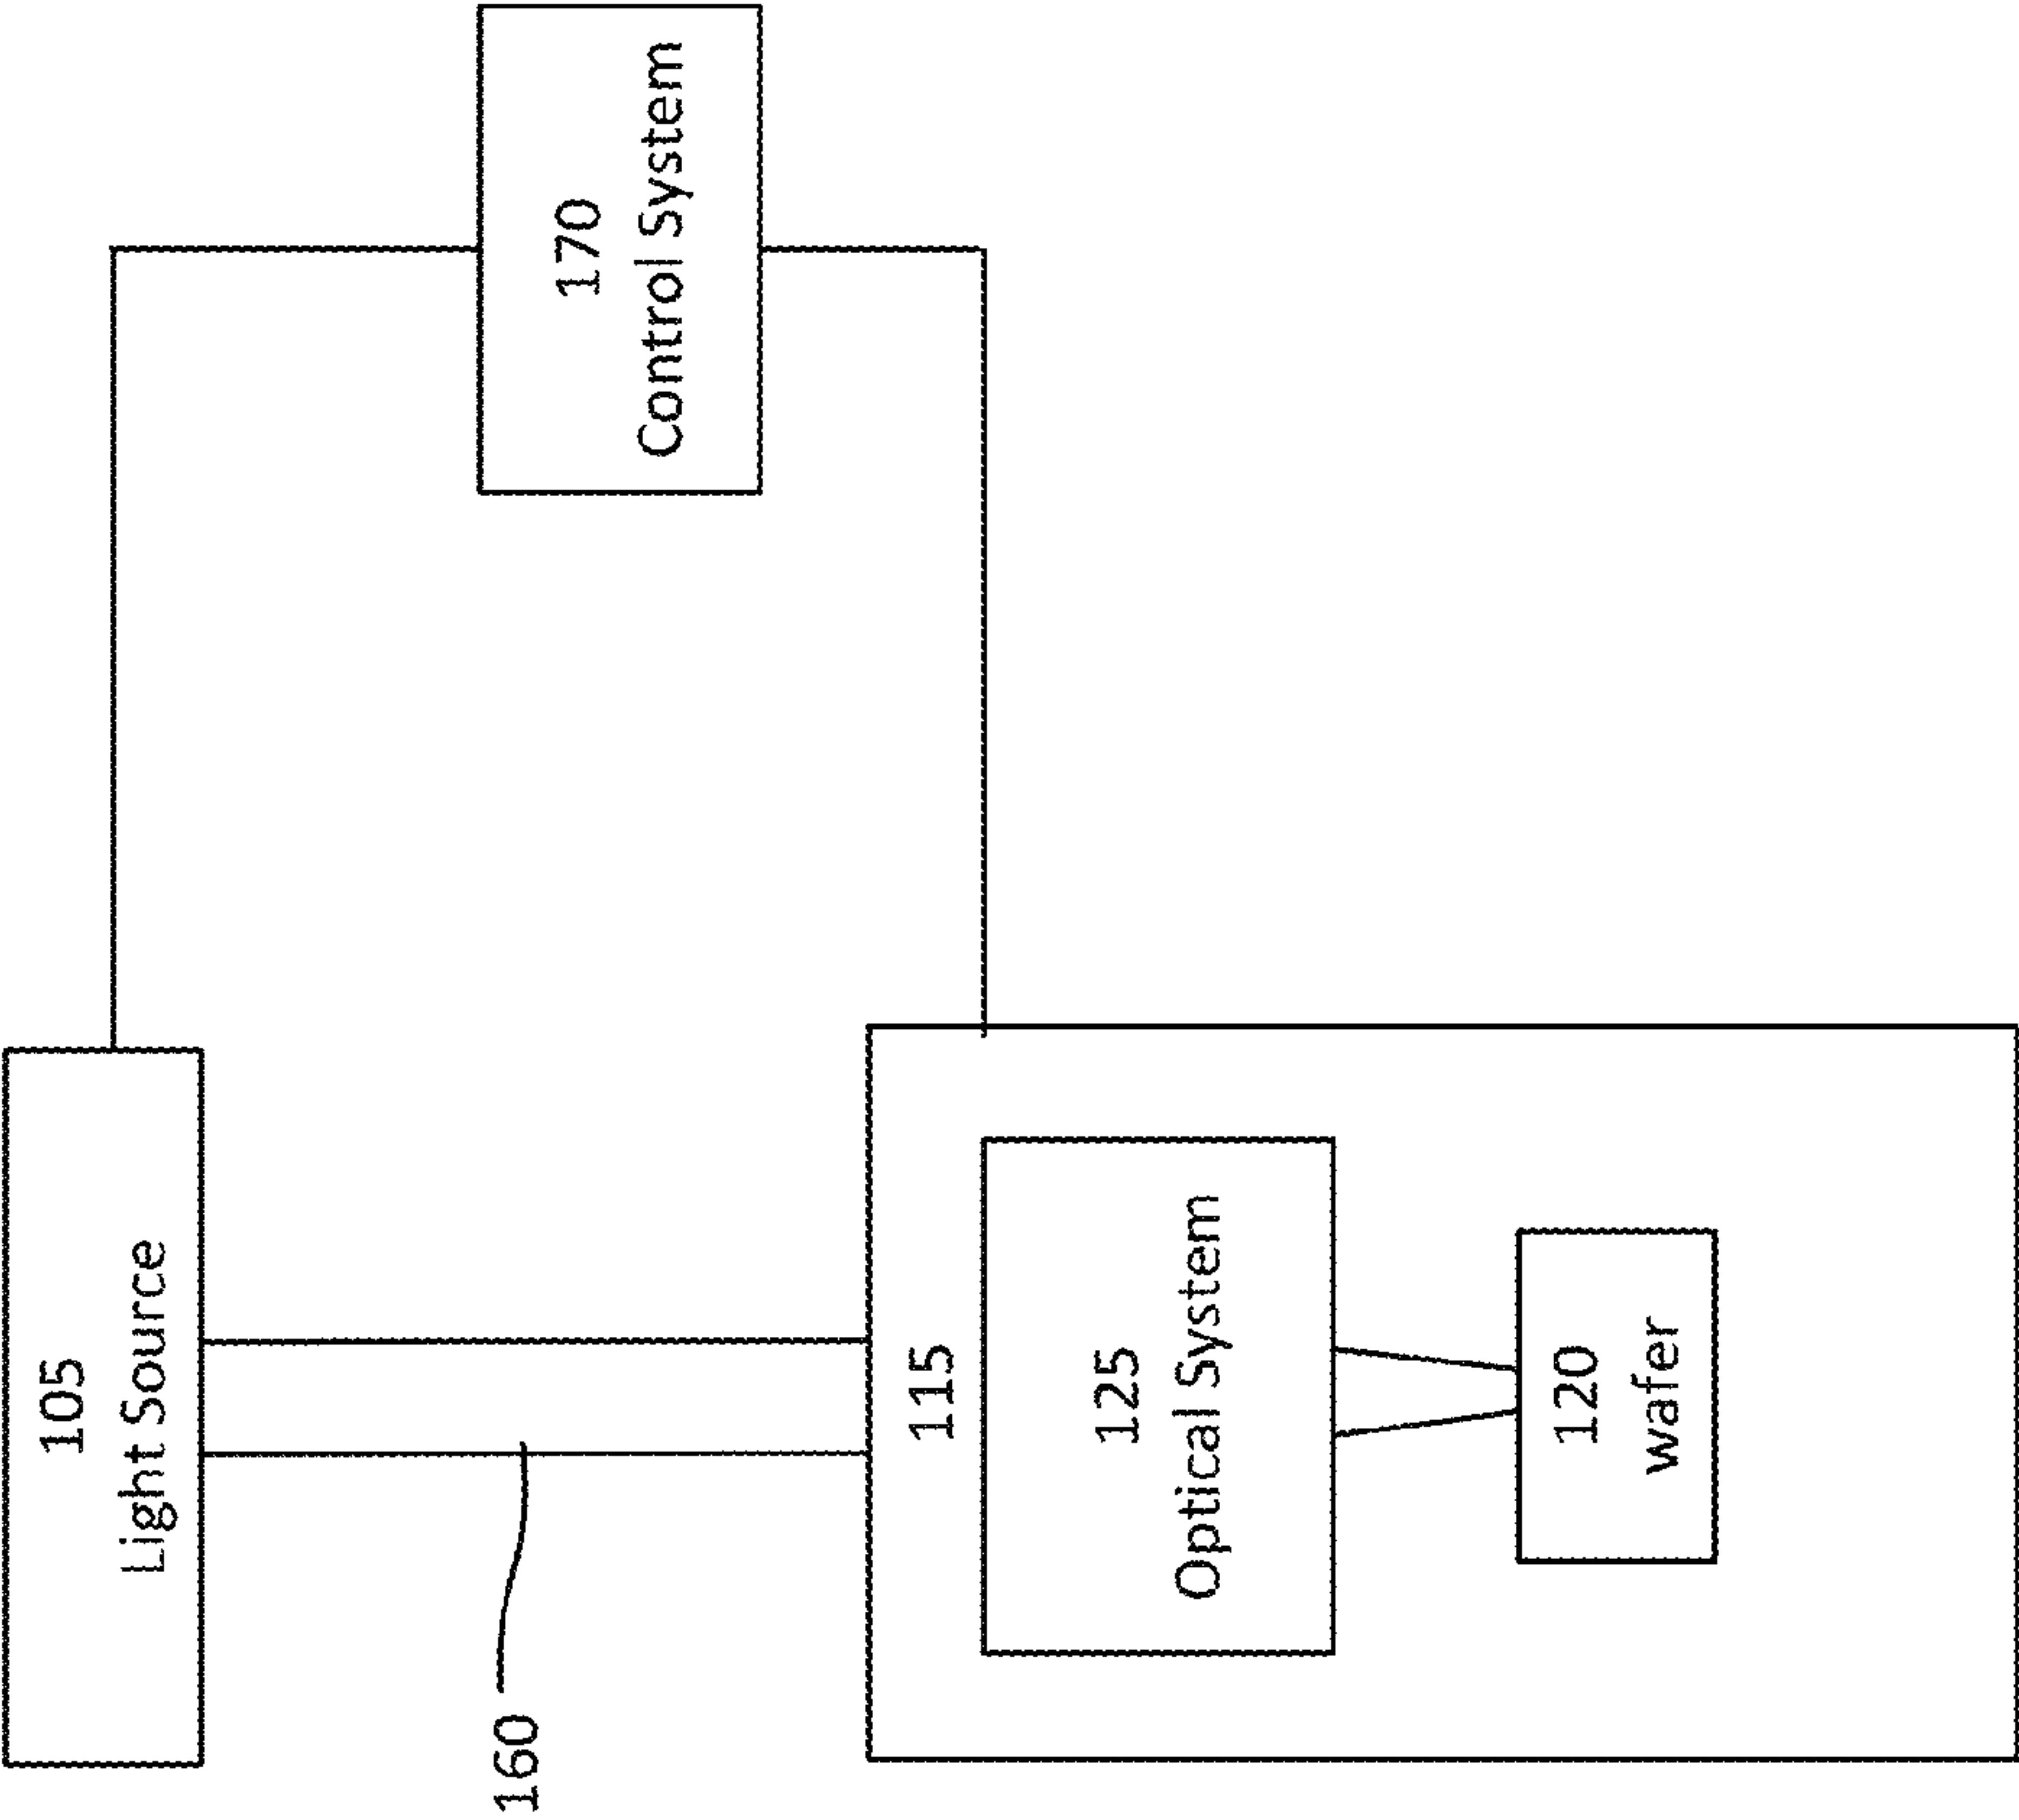 105
Light Source
160
115
125
Optical System
120
wafer
170
Control System